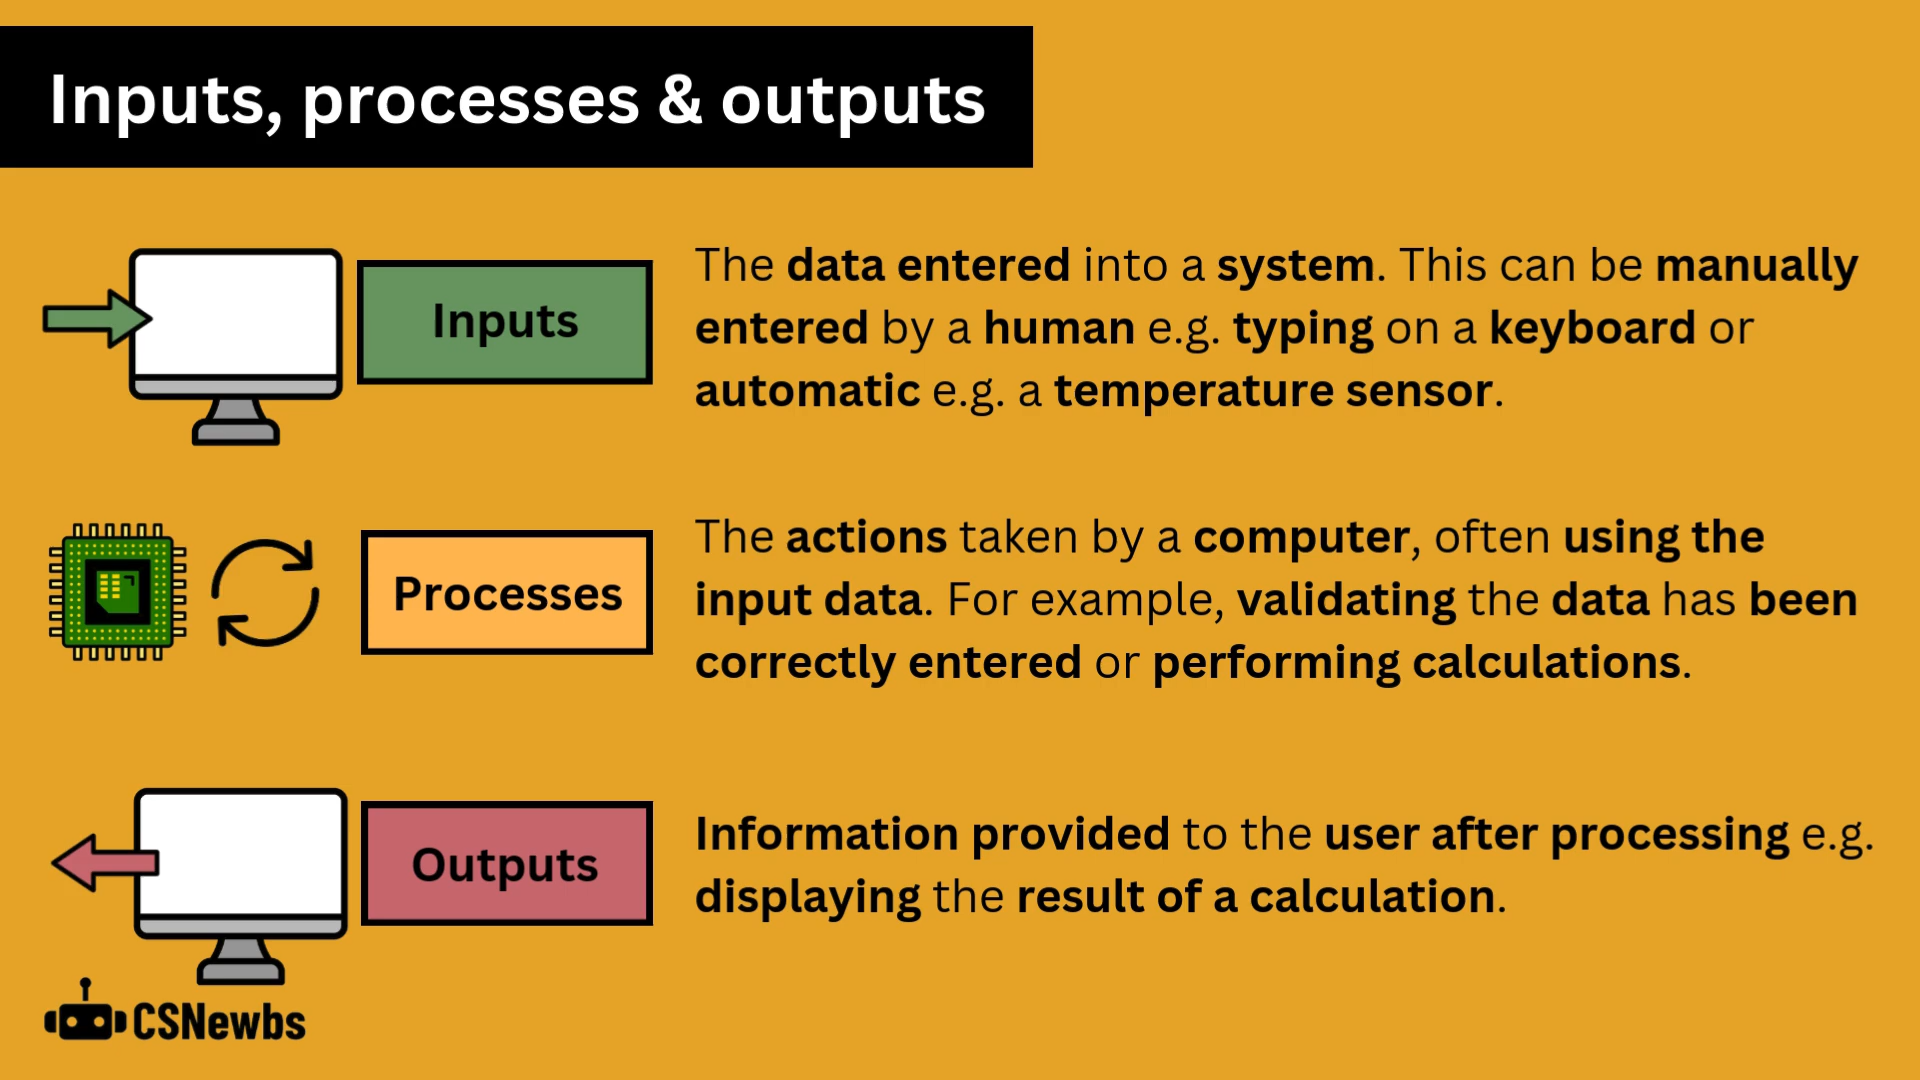 Inputs, processes & outputs
Inputs
The data entered into a system. This can be manually
entered by a human e.g. typing on a keyboard or
automatic e.g. a temperature sensor.
Processes
The actions taken by a computer, often using the
input data. For example, validating the data has been
correctly entered or performing calculations.
Outputs
Information provided to the user after processing e.g.
displaying the result of a calculation.
CSNewbs